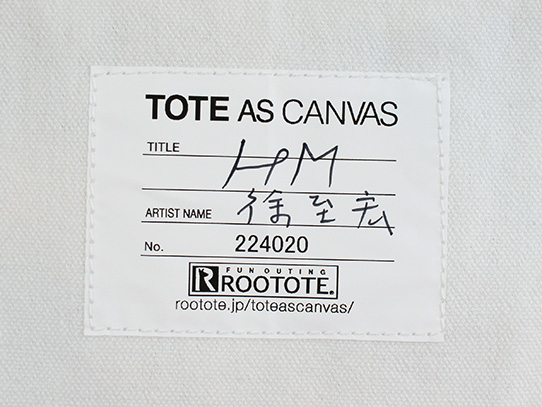 TOTE AS CANVAS
TITLE HM
ARTIST NAME 徐至宏
No. 224020
FUN OUTING
ROOTOTE®
rootote.jp/toteascanvas/